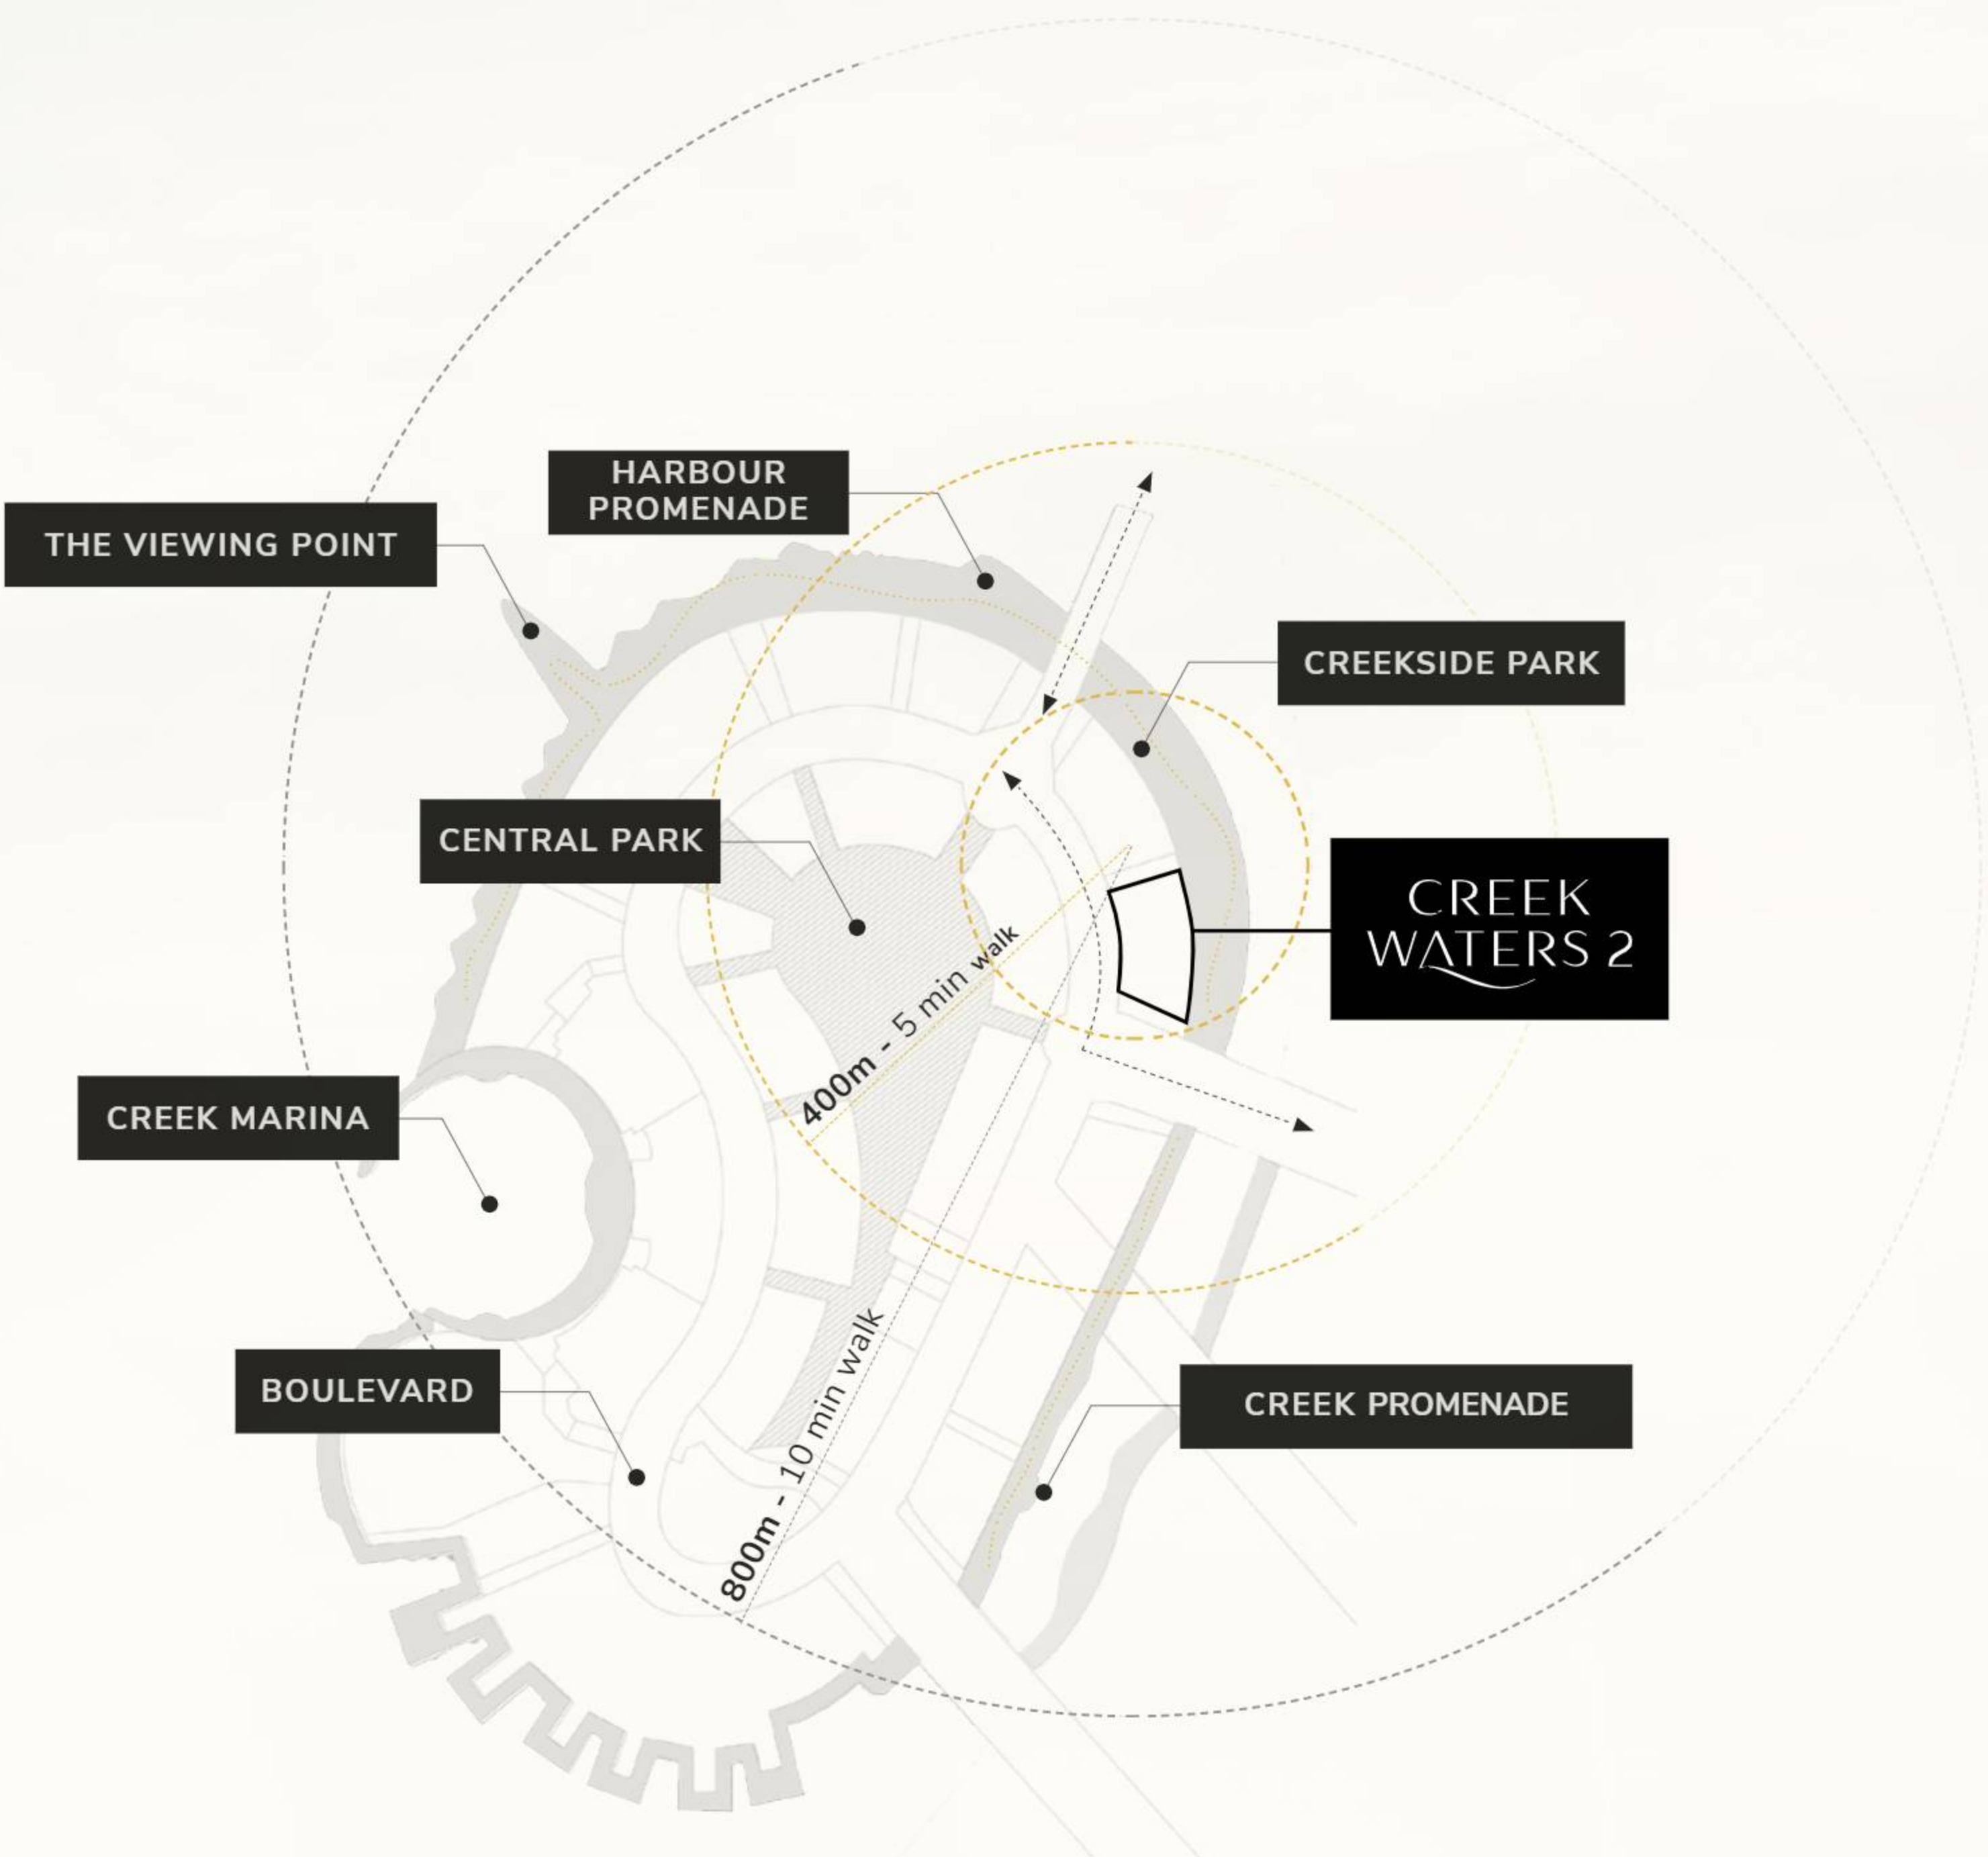 HARBOUR
PROMENADE
THE VIEWING POINT
CREEKSIDE PARK
CENTRAL PARK
CREEK
WATERS 2
400m - 5 min walk
CREEK MARINA
BOULEVARD
800m - 10 min walk
CREEK PROMENADE